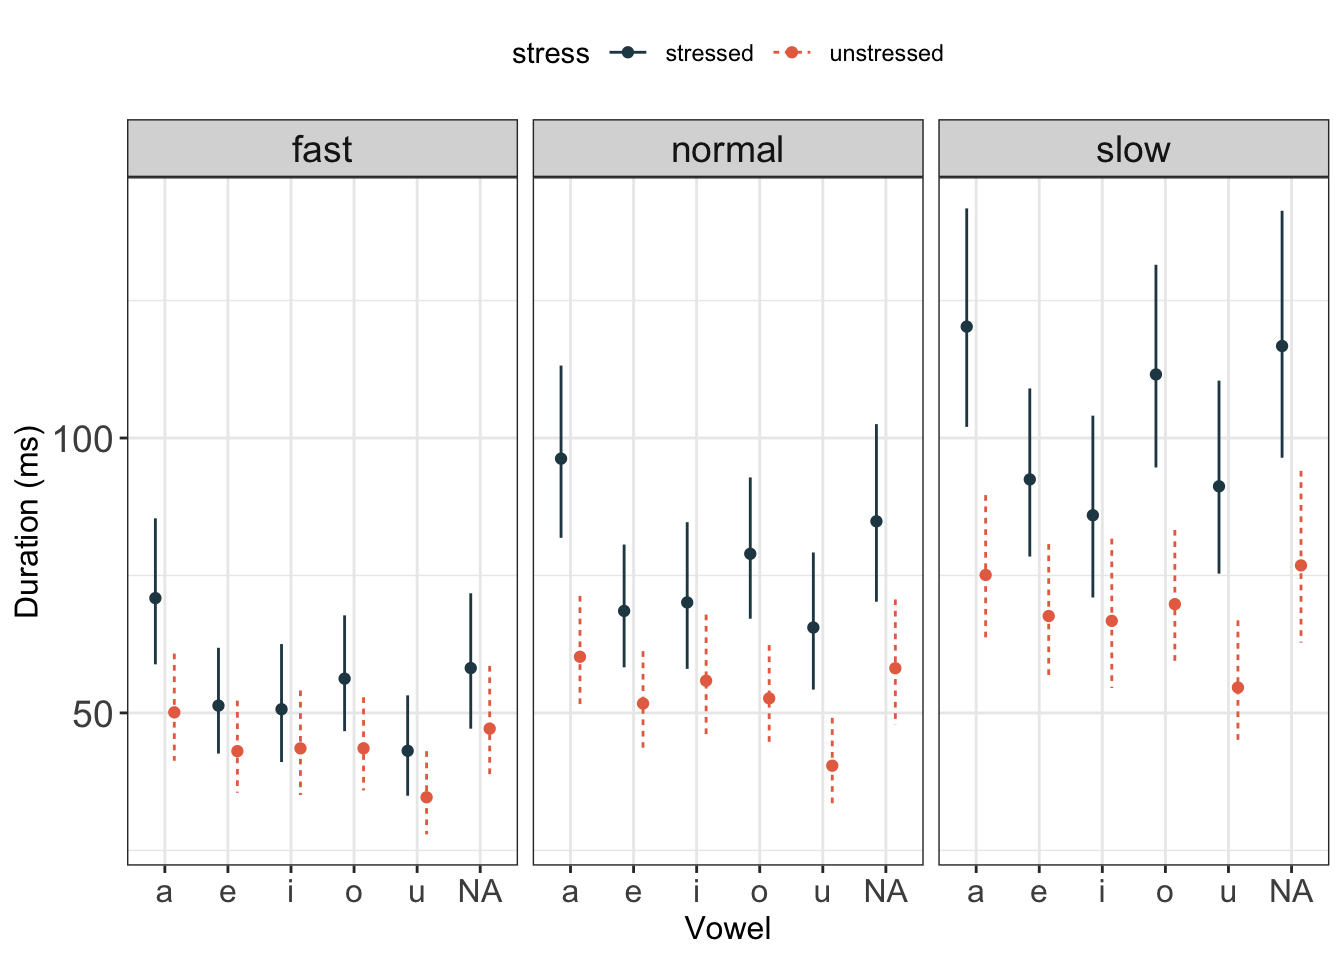 stress stressed unstressed
fast normal slow
Duration (ms)
100
50
a e i o u NA a e i o u NA a e i o u NA
Vowel